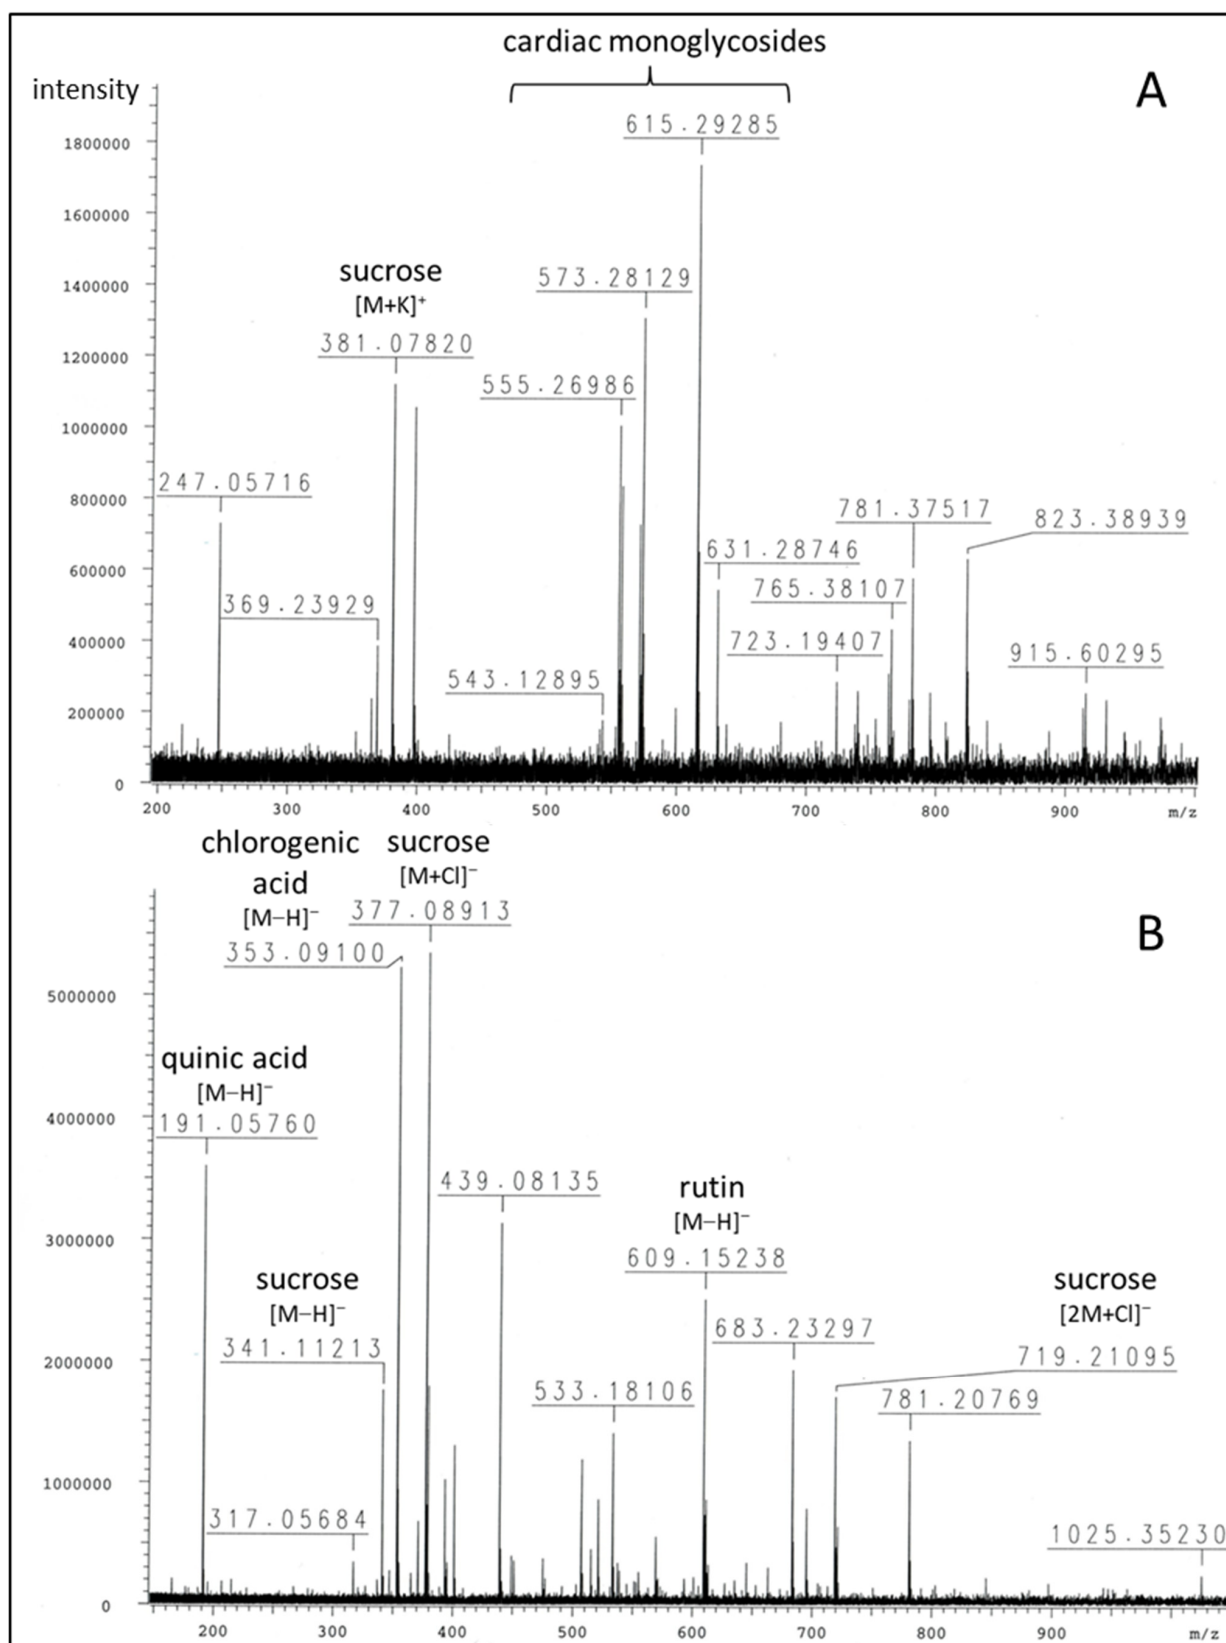 cardiac monoglycosides
A
intensity
615.29285
1800000
1600000
sucrose
[M+K]⁺
573.28129
1400000
381.07820
1200000
555.26986
1000000
247.05716
800000
781.37517
823.38939
631.28746
600000
765.38107
369.23929
723.19407
400000
543.12895
915.60295
200000
0
200 300 400 500 600 700 800 900 m/z
chlorogenic
acid
[M−H]⁻
353.09100
sucrose
[M+Cl]⁻
377.08913
B
5000000
quinic acid
[M−H]⁻
191.05760
4000000
439.08135
rutin
[M−H]⁻
609.15238
3000000
sucrose
[M−H]⁻
341.11213
683.23297
sucrose
[2M+Cl]⁻
719.21095
2000000
533.18106
781.20769
1000000
317.05684
1025.35230
0
200 300 400 500 600 700 800 900 m/z